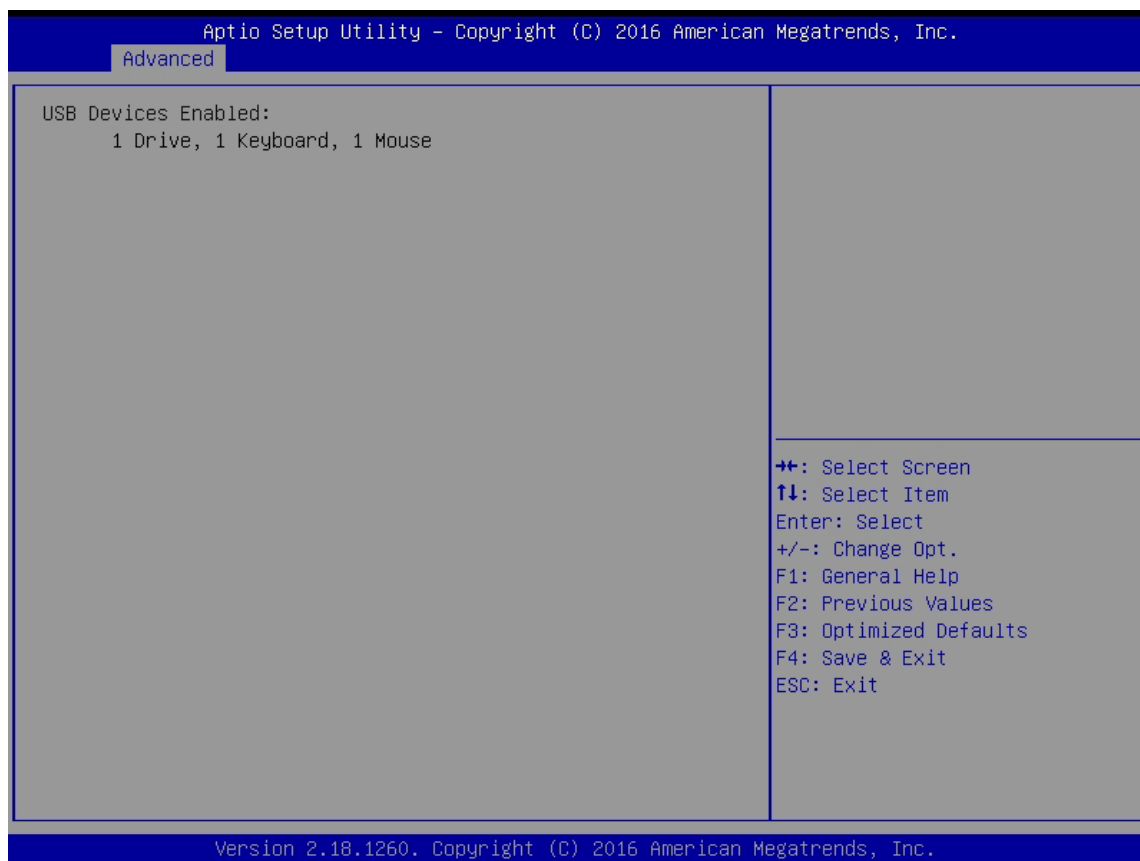 Aptio Setup Utility – Copyright (C) 2016 American Megatrends, Inc.
Advanced
USB Devices Enabled:
1 Drive, 1 Keyboard, 1 Mouse
→←: Select Screen
↑↓: Select Item
Enter: Select
+/-: Change Opt.
F1: General Help
F2: Previous Values
F3: Optimized Defaults
F4: Save & Exit
ESC: Exit
Version 2.18.1260. Copyright (C) 2016 American Megatrends, Inc.